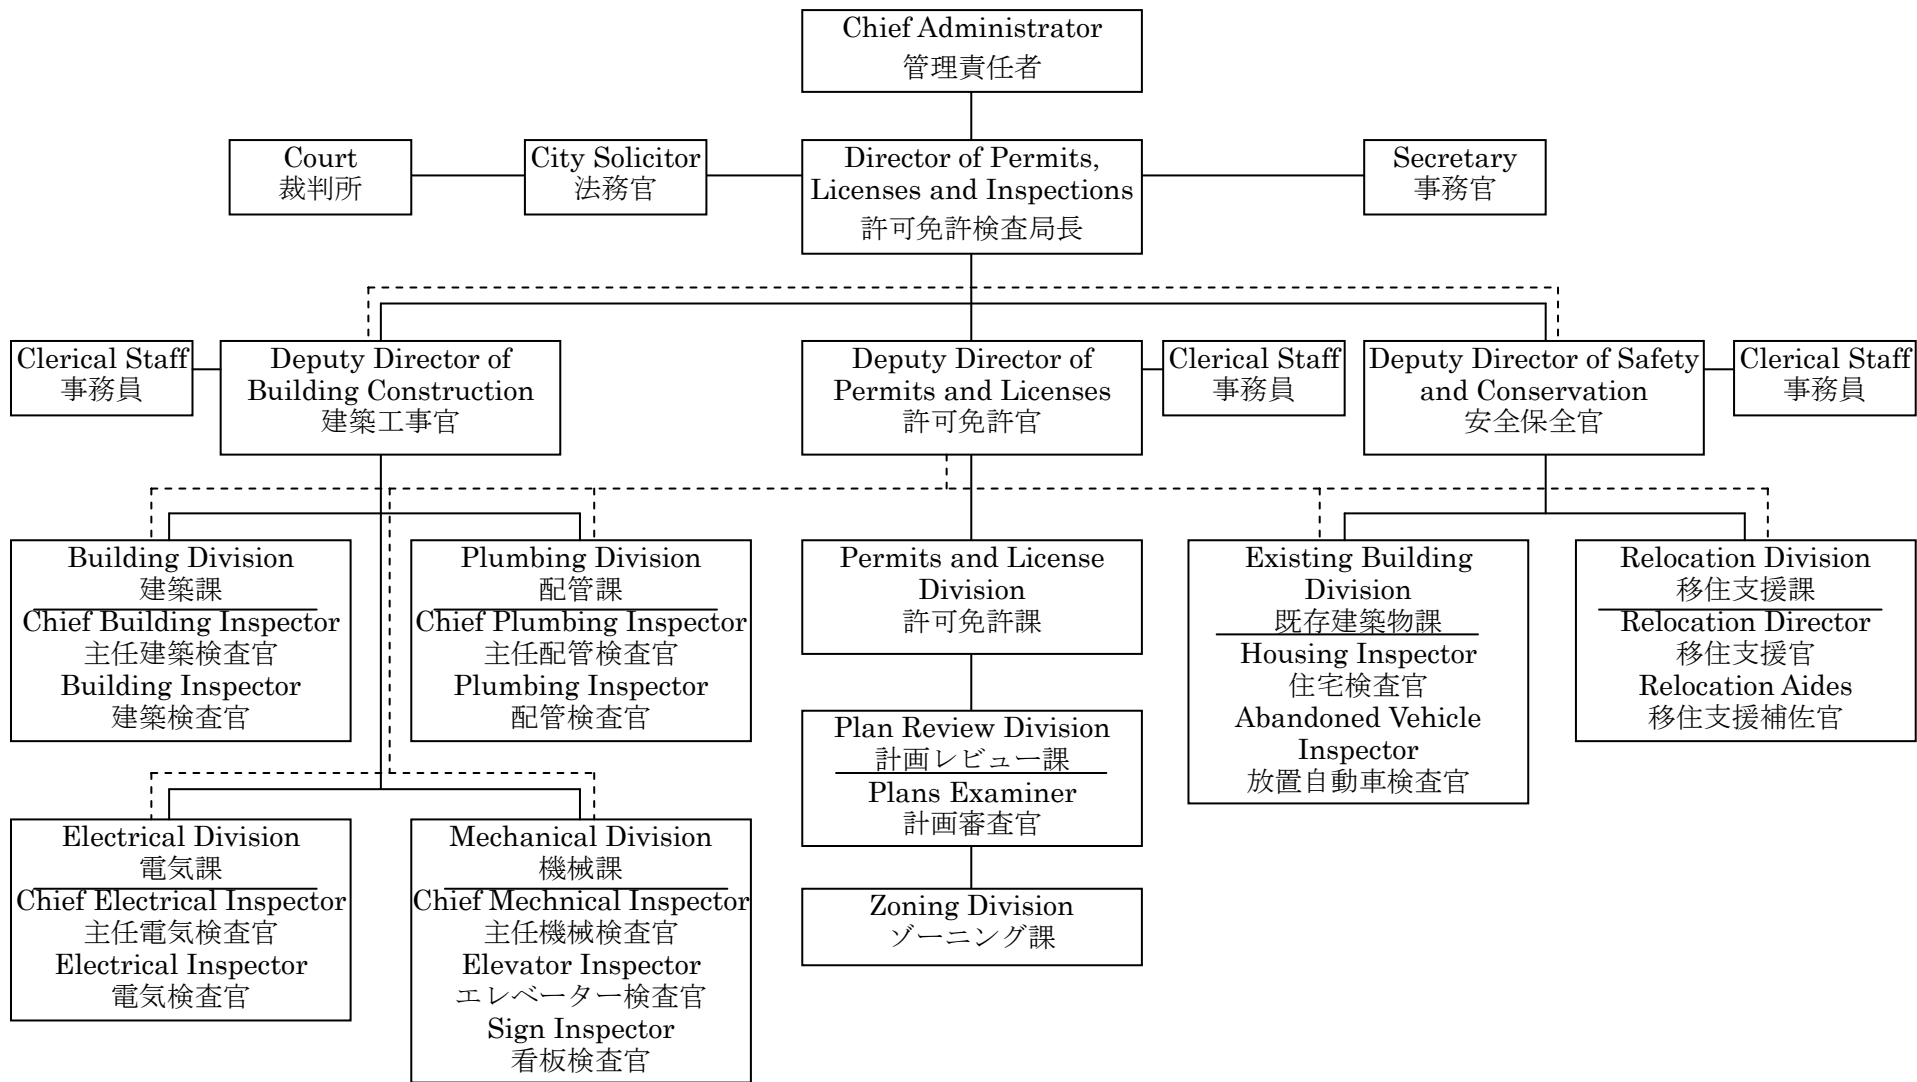 Chief Administrator
管理責任者
Court
裁判所
City Solicitor
法務官
Director of Permits,
Licenses and Inspections
許可免許検査局長
Secretary
事務官
Clerical Staff
事務員
Deputy Director of
Building Construction
建築工事官
Deputy Director of
Permits and Licenses
許可免許官
Clerical Staff
事務員
Deputy Director of Safety
and Conservation
安全保全官
Clerical Staff
事務員
Building Division
建築課
Chief Building Inspector
主任建築検査官
Building Inspector
建築検査官
Plumbing Division
配管課
Chief Plumbing Inspector
主任配管検査官
Plumbing Inspector
配管検査官
Permits and License
Division
許可免許課
Existing Building
Division
既存建築物課
Housing Inspector
住宅検査官
Abandoned Vehicle
Inspector
放置自動車検査官
Relocation Division
移住支援課
Relocation Director
移住支援官
Relocation Aides
移住支援補佐官
Plan Review Division
計画レビュー課
Plans Examiner
計画審査官
Electrical Division
電気課
Chief Electrical Inspector
主任電気検査官
Electrical Inspector
電気検査官
Mechanical Division
機械課
Chief Mechnical Inspector
主任機械検査官
Elevator Inspector
エレベーター検査官
Sign Inspector
看板検査官
Zoning Division
ゾーニング課